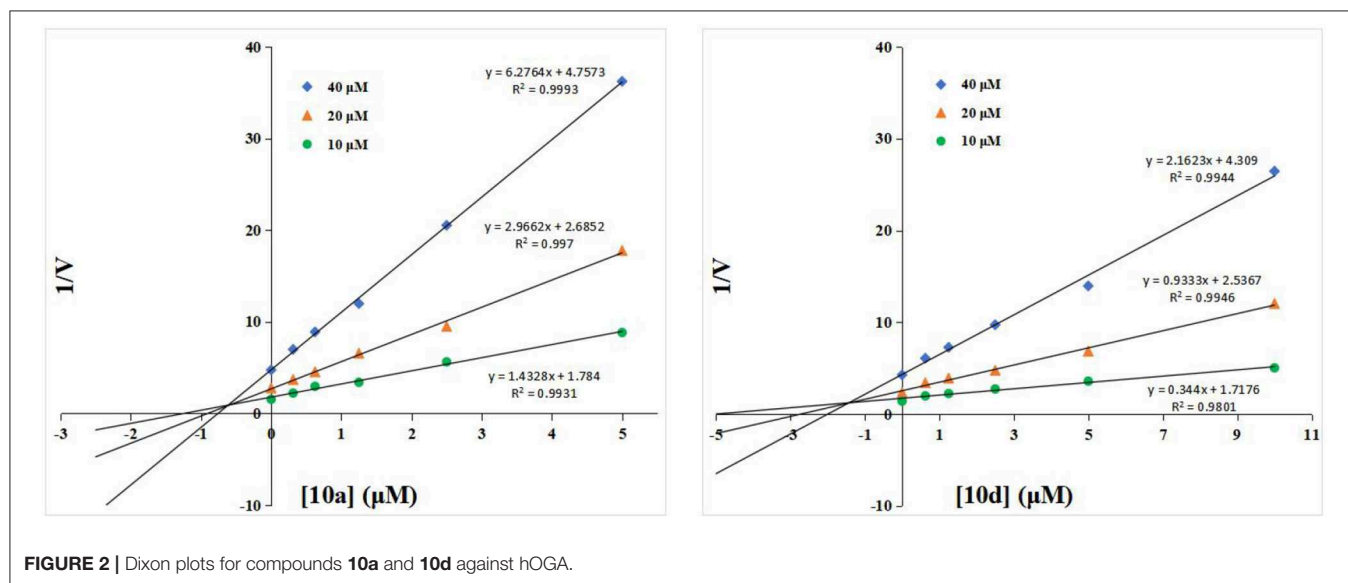 40
30
20
10
0
-10
-3
-2
-1
0
1
2
3
4
5
6
1/V
[10a] (µM)
40 µM
20 µM
10 µM
y = 6.2764x + 4.7573
R² = 0.9993
y = 2.9662x + 2.6852
R² = 0.997
y = 1.4328x + 1.784
R² = 0.9931
40
30
20
10
0
-10
-5
-3
-1
1
3
5
7
9
11
1/V
[10d] (µM)
40 µM
20 µM
10 µM
y = 2.1623x + 4.309
R² = 0.9944
y = 0.9333x + 2.5367
R² = 0.9946
y = 0.344x + 1.7176
R² = 0.9801
FIGURE 2 | Dixon plots for compounds 10a and 10d against hOGA.